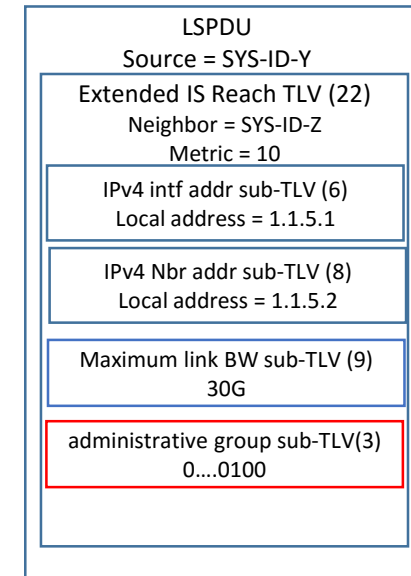 LSPDU
Source = SYS-ID-Y
Extended IS Reach TLV (22)
Neighbor = SYS-ID-Z
Metric = 10
IPv4 intf addr sub-TLV (6)
Local address = 1.1.5.1
IPv4 Nbr addr sub-TLV (8)
Local address = 1.1.5.2
Maximum link BW sub-TLV (9)
30G
administrative group sub-TLV(3)
0....0100